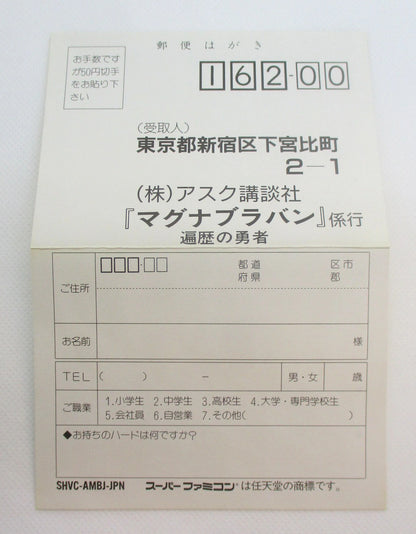 郵便はがき
お手数です
が50円切手
をお貼り下
さい
162-00
(受取人)
東京都新宿区下宮比町
2-1
(株)アスク講談社
『マグナブラバン』係行
遍歴の勇者
ご住所
都道
府県
区市
郡
お名前
様
TEL ( ) - 男・女 歳
ご職業
1.小学生 2.中学生 3.高校生 4.大学・専門学校生
5.会社員 6.自営業 7.その他( )
◆お持ちのハードは何ですか?
SHVC-AMBJ-JPN スーパーファミコン®は任天堂の商標です。